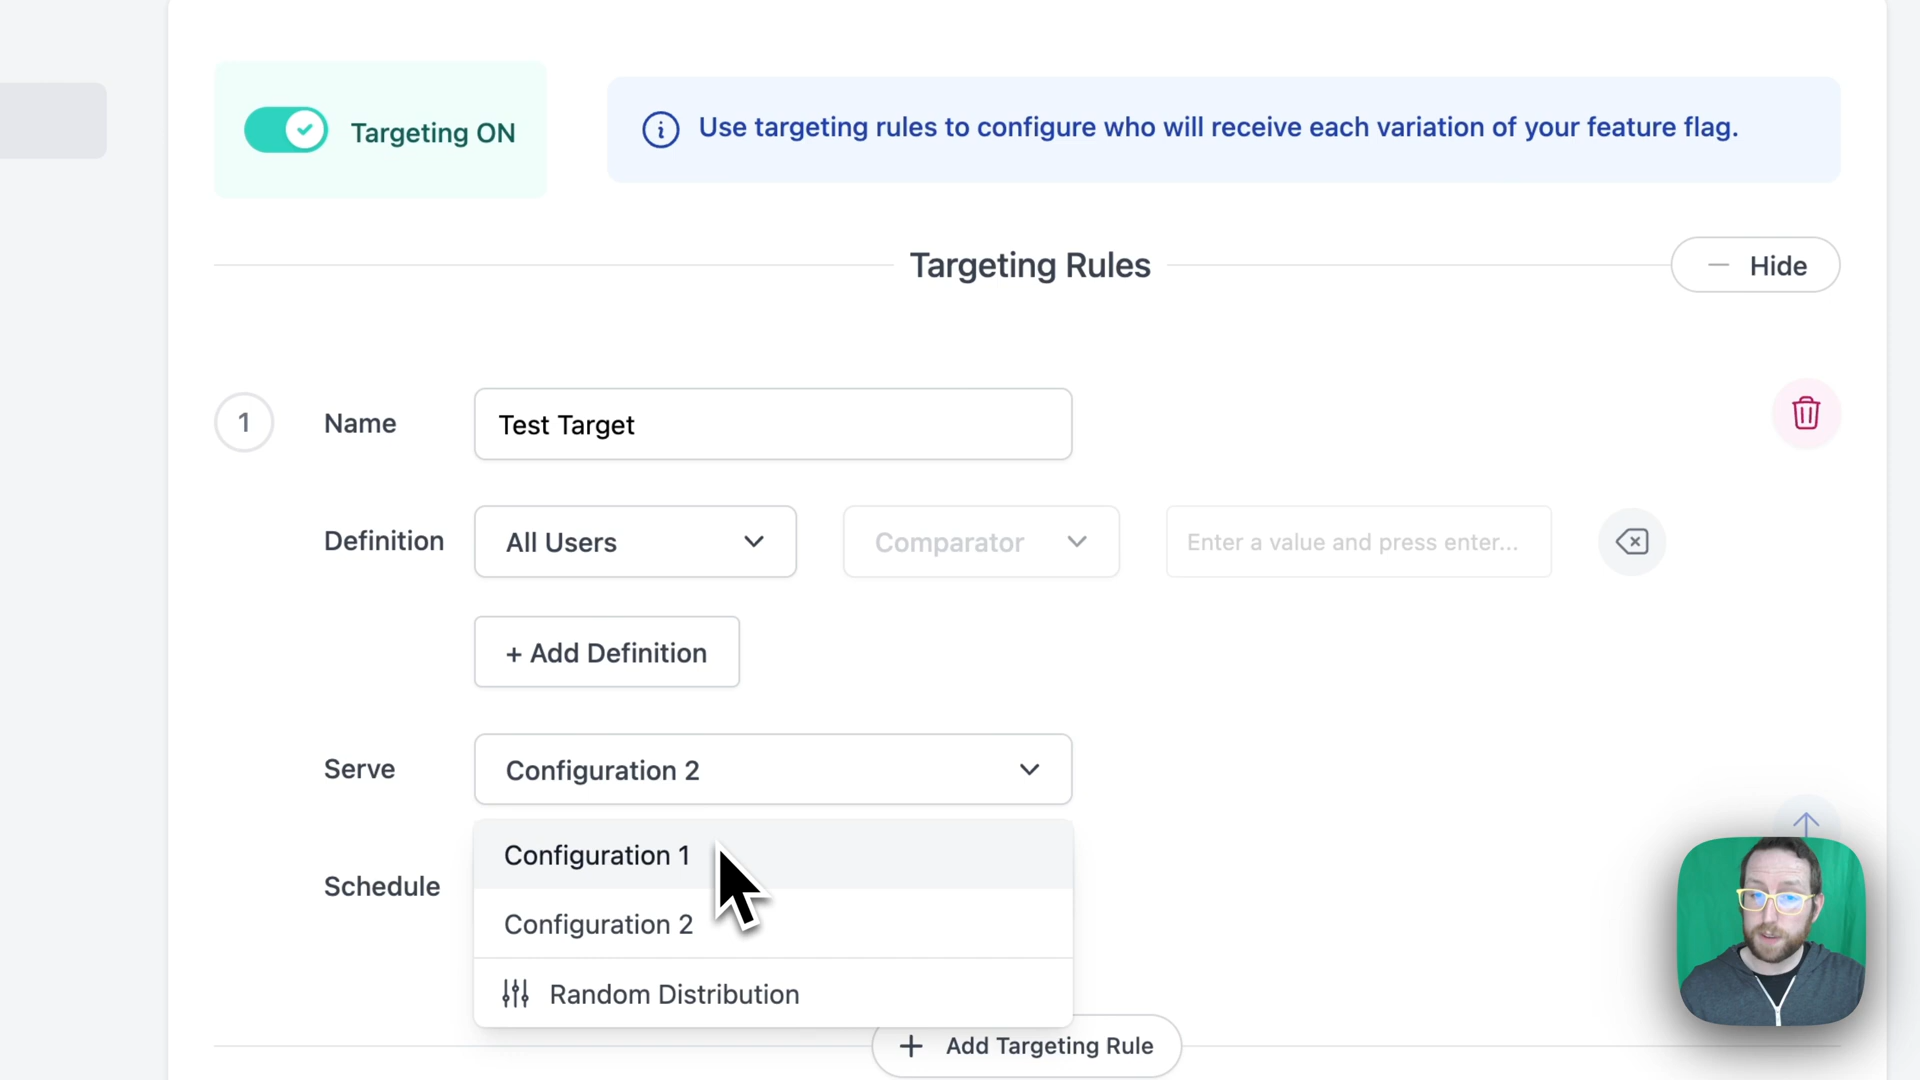 Targeting ON
Use targeting rules to configure who will receive each variation of your feature flag.
Targeting Rules
Hide
1
Name
Test Target
Definition
All Users
Comparator
Enter a value and press enter...
+ Add Definition
Serve
Configuration 2
Schedule
Configuration 1
Configuration 2
Random Distribution
+ Add Targeting Rule